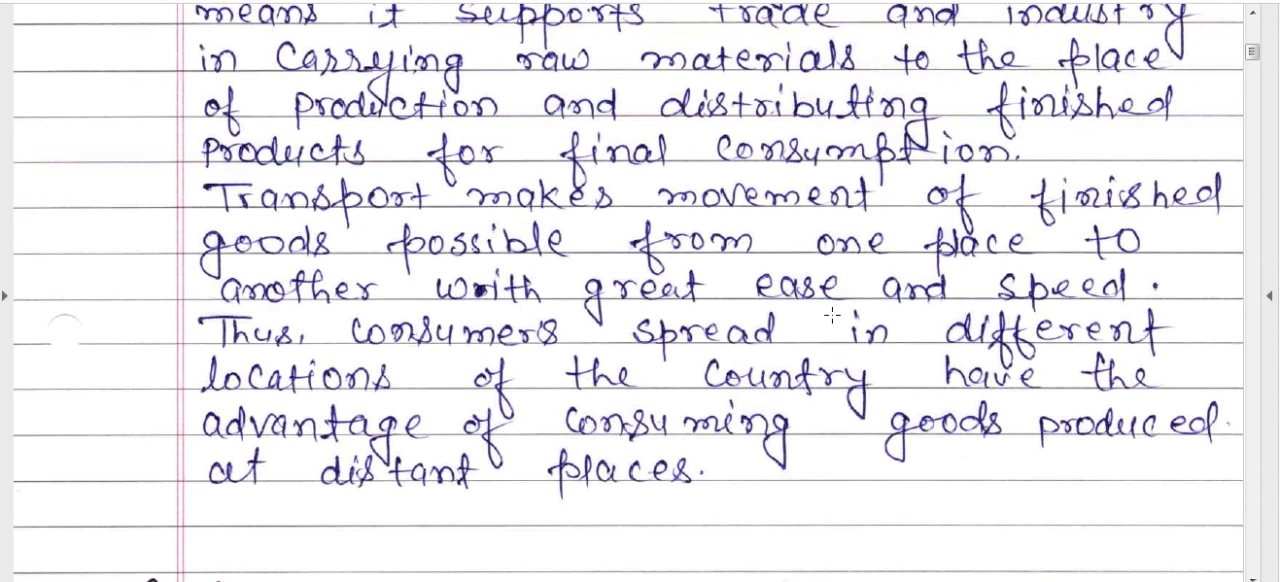 means it supports trade and industry
in Carrying raw materials to the place
of production and distributing finished
Products for final consumption.
Transport makes movement of finished
goods possible from one place to
another with great ease and speed.
Thus, consumers spread in different
locations of the country have the
advantage of consuming goods produced.
at distant places.